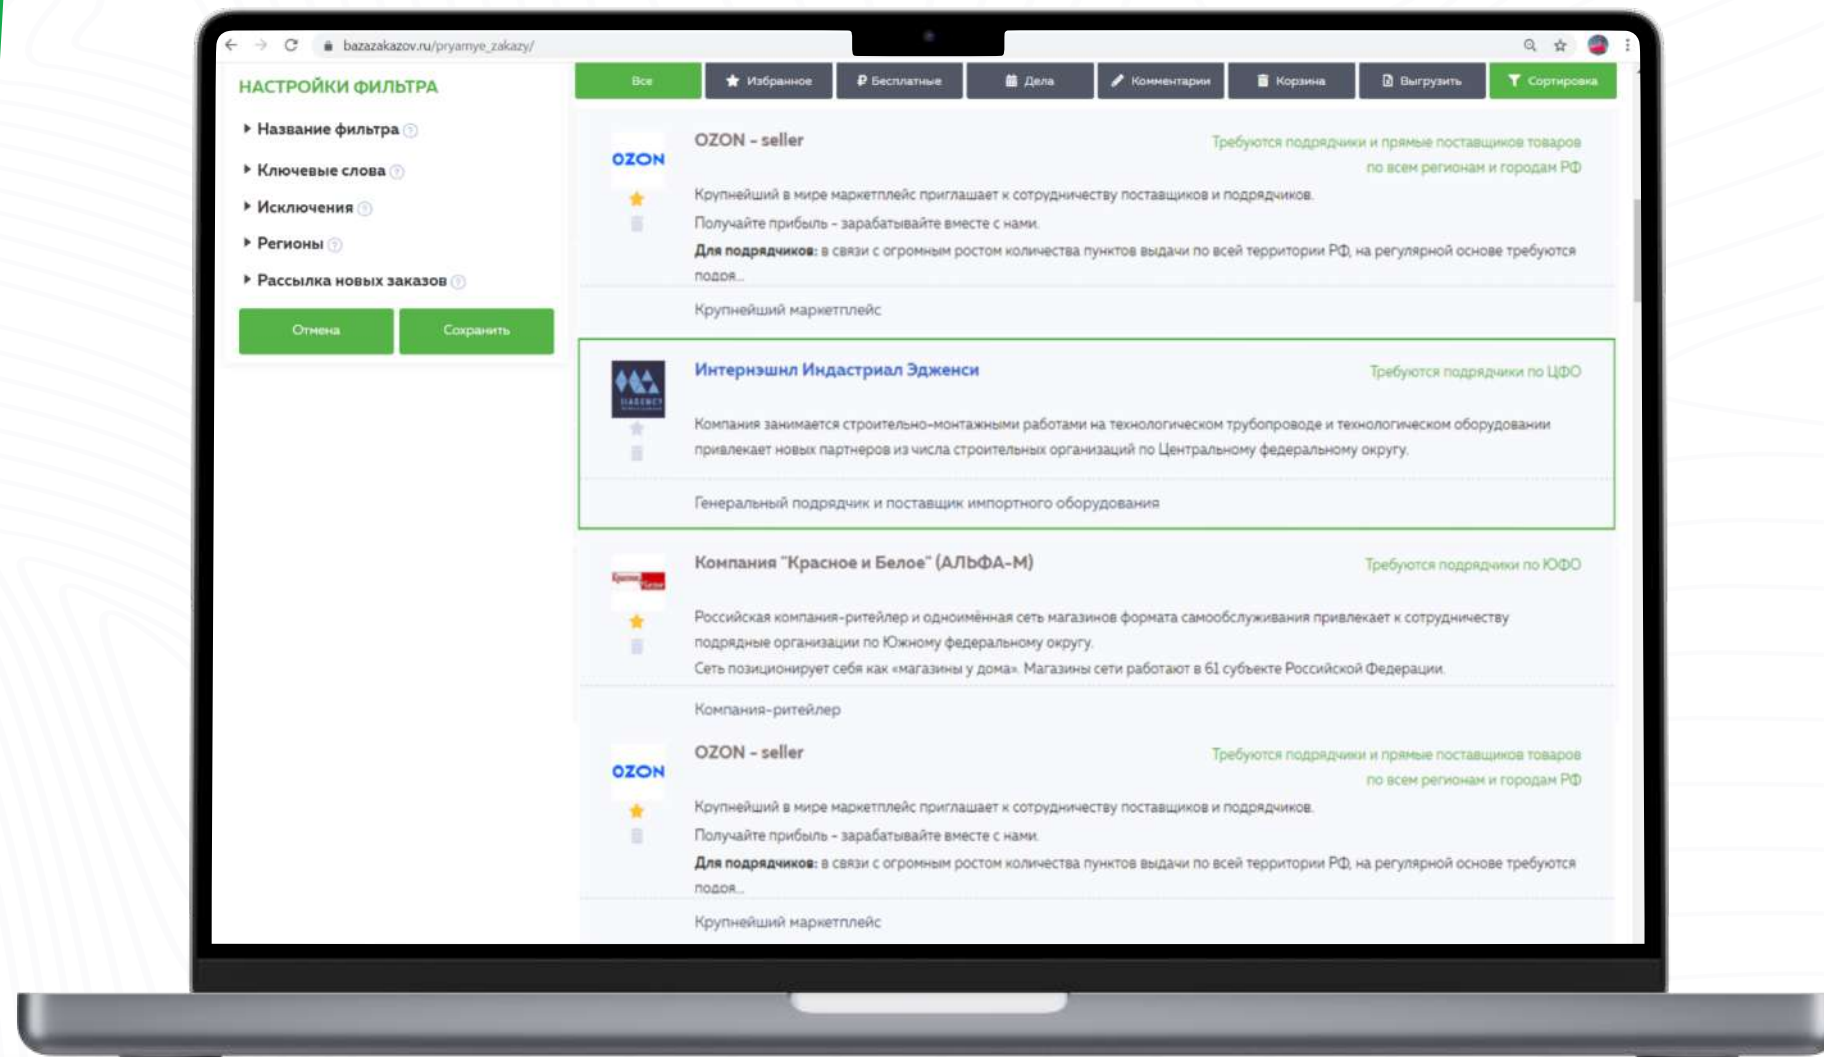 bazazakazov.ru/pryamye_zakazy/
НАСТРОЙКИ ФИЛЬТРА
Название фильтра
Ключевые слова
Исключения
Регионы
Рассылка новых заказов
Отмена
Сохранить
Все
Избранное
Бесплатные
Дела
Комментарии
Корзина
Выгрузить
Сортировка
OZON
OZON - seller
Требуются подрядчики и прямые поставщиков товаров
по всем регионам и городам РФ
Крупнейший в мире маркетплейс приглашает к сотрудничеству поставщиков и подрядчиков.
Получайте прибыль - зарабатывайте вместе с нами.
Для подрядчиков: в связи с огромным ростом количества пунктов выдачи по всей территории РФ, на регулярной основе требуются
подря...
Крупнейший маркетплейс
Интернэшнл Индастриал Эдженси
Требуются подрядчики по ЦФО
Компания занимается строительно-монтажными работами на технологическом трубопроводе и технологическом оборудовании
привлекает новых партнеров из числа строительных организаций по Центральному федеральному округу.
Генеральный подрядчик и поставщик импортного оборудования
Красное
Белое
Компания "Красное и Белое" (АЛЬФА-М)
Требуются подрядчики по ЮФО
Российская компания-ритейлер и одноимённая сеть магазинов формата самообслуживания привлекает к сотрудничеству
подрядные организации по Южному федеральному округу.
Сеть позиционирует себя как «магазины у дома». Магазины сети работают в 61 субъекте Российской Федерации.
Компания-ритейлер
OZON
OZON - seller
Требуются подрядчики и прямые поставщиков товаров
по всем регионам и городам РФ
Крупнейший в мире маркетплейс приглашает к сотрудничеству поставщиков и подрядчиков.
Получайте прибыль - зарабатывайте вместе с нами.
Для подрядчиков: в связи с огромным ростом количества пунктов выдачи по всей территории РФ, на регулярной основе требуются
подря...
Крупнейший маркетплейс